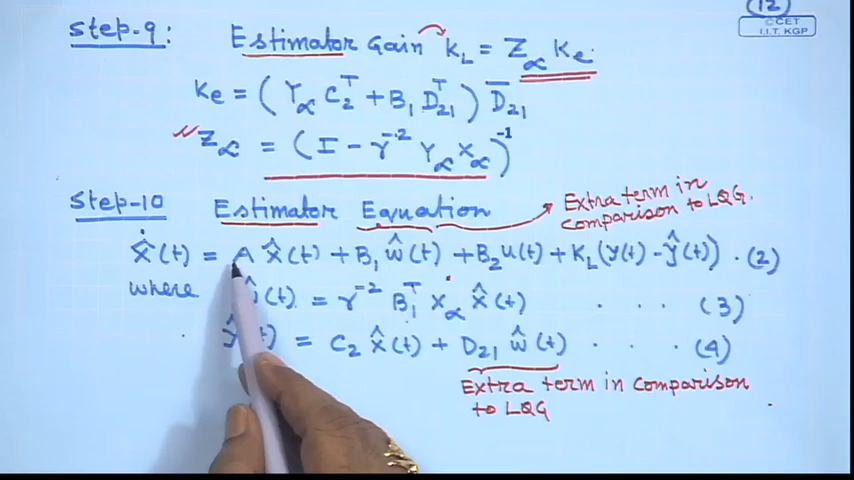 (12)
© CET
I.I.T. KGP
Step-9: Estimator Gain K_L = Z_∞ K_e.
K_e = (Y_∞ C_2^T + B_1 D_21^T) D̄_21
Z_∞ = (I - γ^-2 Y_∞ X_∞)^-1
Step-10 Estimator Equation
Extra term in
comparison to LQG.
x̂̇(t) = A x̂(t) + B_1 ŵ(t) + B_2 u(t) + K_L (y(t) - ŷ(t)) . (2)
where (t) = γ^-2 B_1^T X_∞ x̂(t) . . . (3)
ŷ(t) = C_2 x̂(t) + D_21 ŵ(t) . . . (4)
Extra term in comparison
to LQG